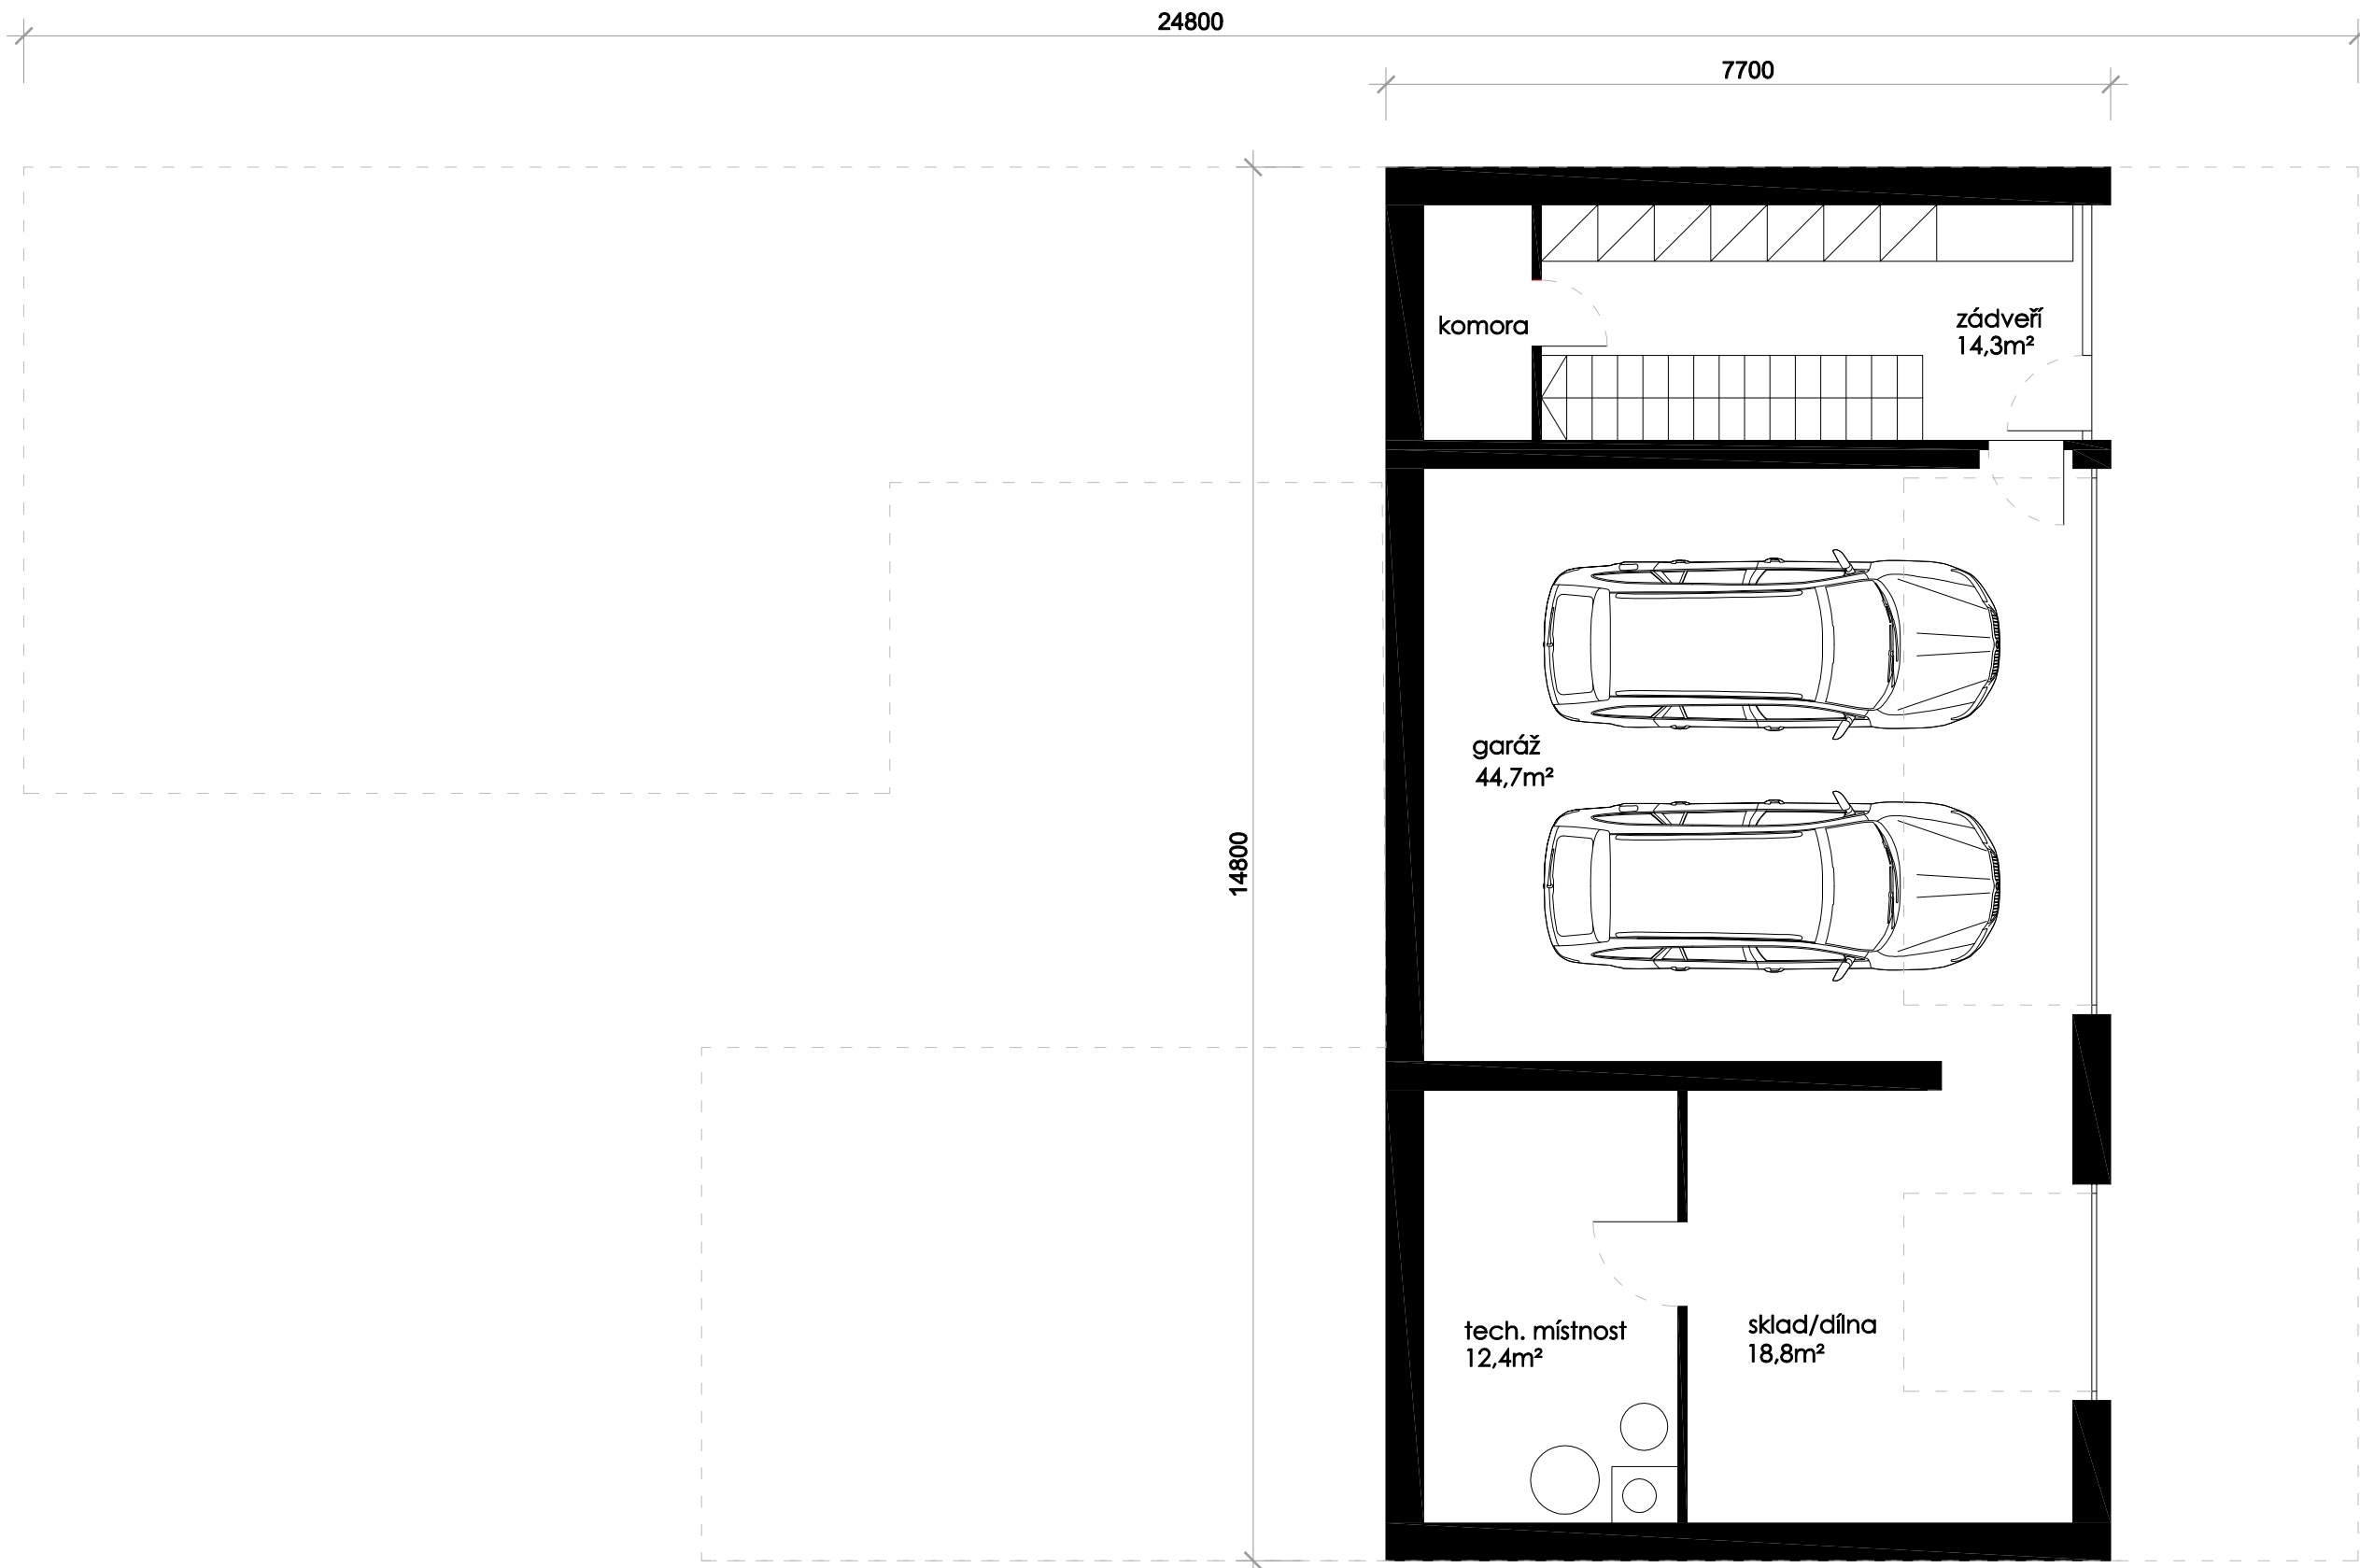 24800
7700
komora
zádveří
14,3m²
garáž
44,7m²
14800
tech. místnost
12,4m²
sklad/dílna
18,8m²